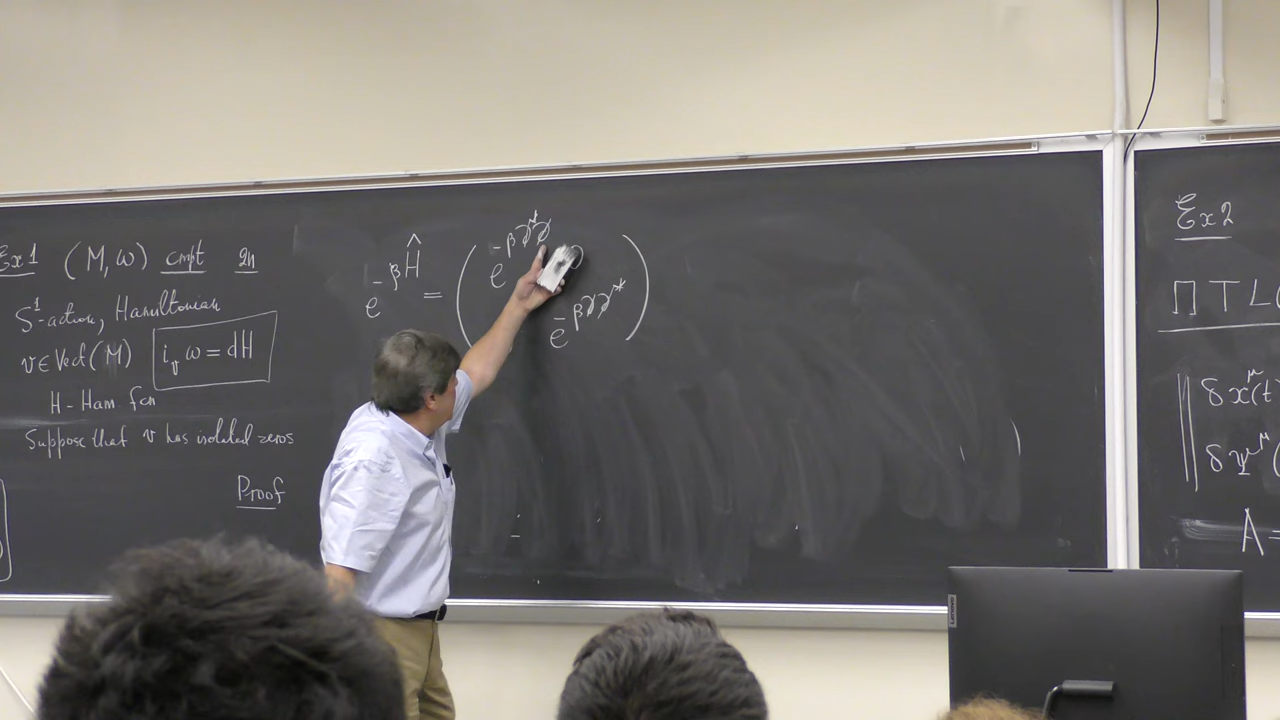 Ex1 (M, ω) cmpt 2n
S¹-action, Hamiltonian
v ∈ Vect(M) i_v ω = dH
H - Ham fcn
Suppose that v has isolated zeros
Proof
e^{-βĤ} = (
e^{-β∂̸*∂̸}
e^{-β∂̸∂̸*}
)
Ex2
∏ T L
δx^μ(t
δψ^μ(
A =
Lenovo